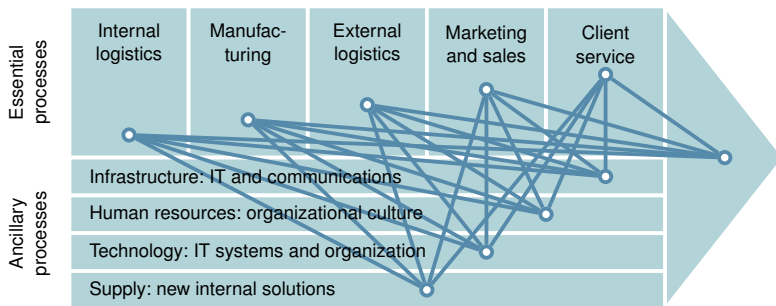 Essential
processes
Internal
logistics
Manufac-
turing
External
logistics
Marketing
and sales
Client
service
Ancillary
processes
Infrastructure: IT and communications
Human resources: organizational culture
Technology: IT systems and organization
Supply: new internal solutions